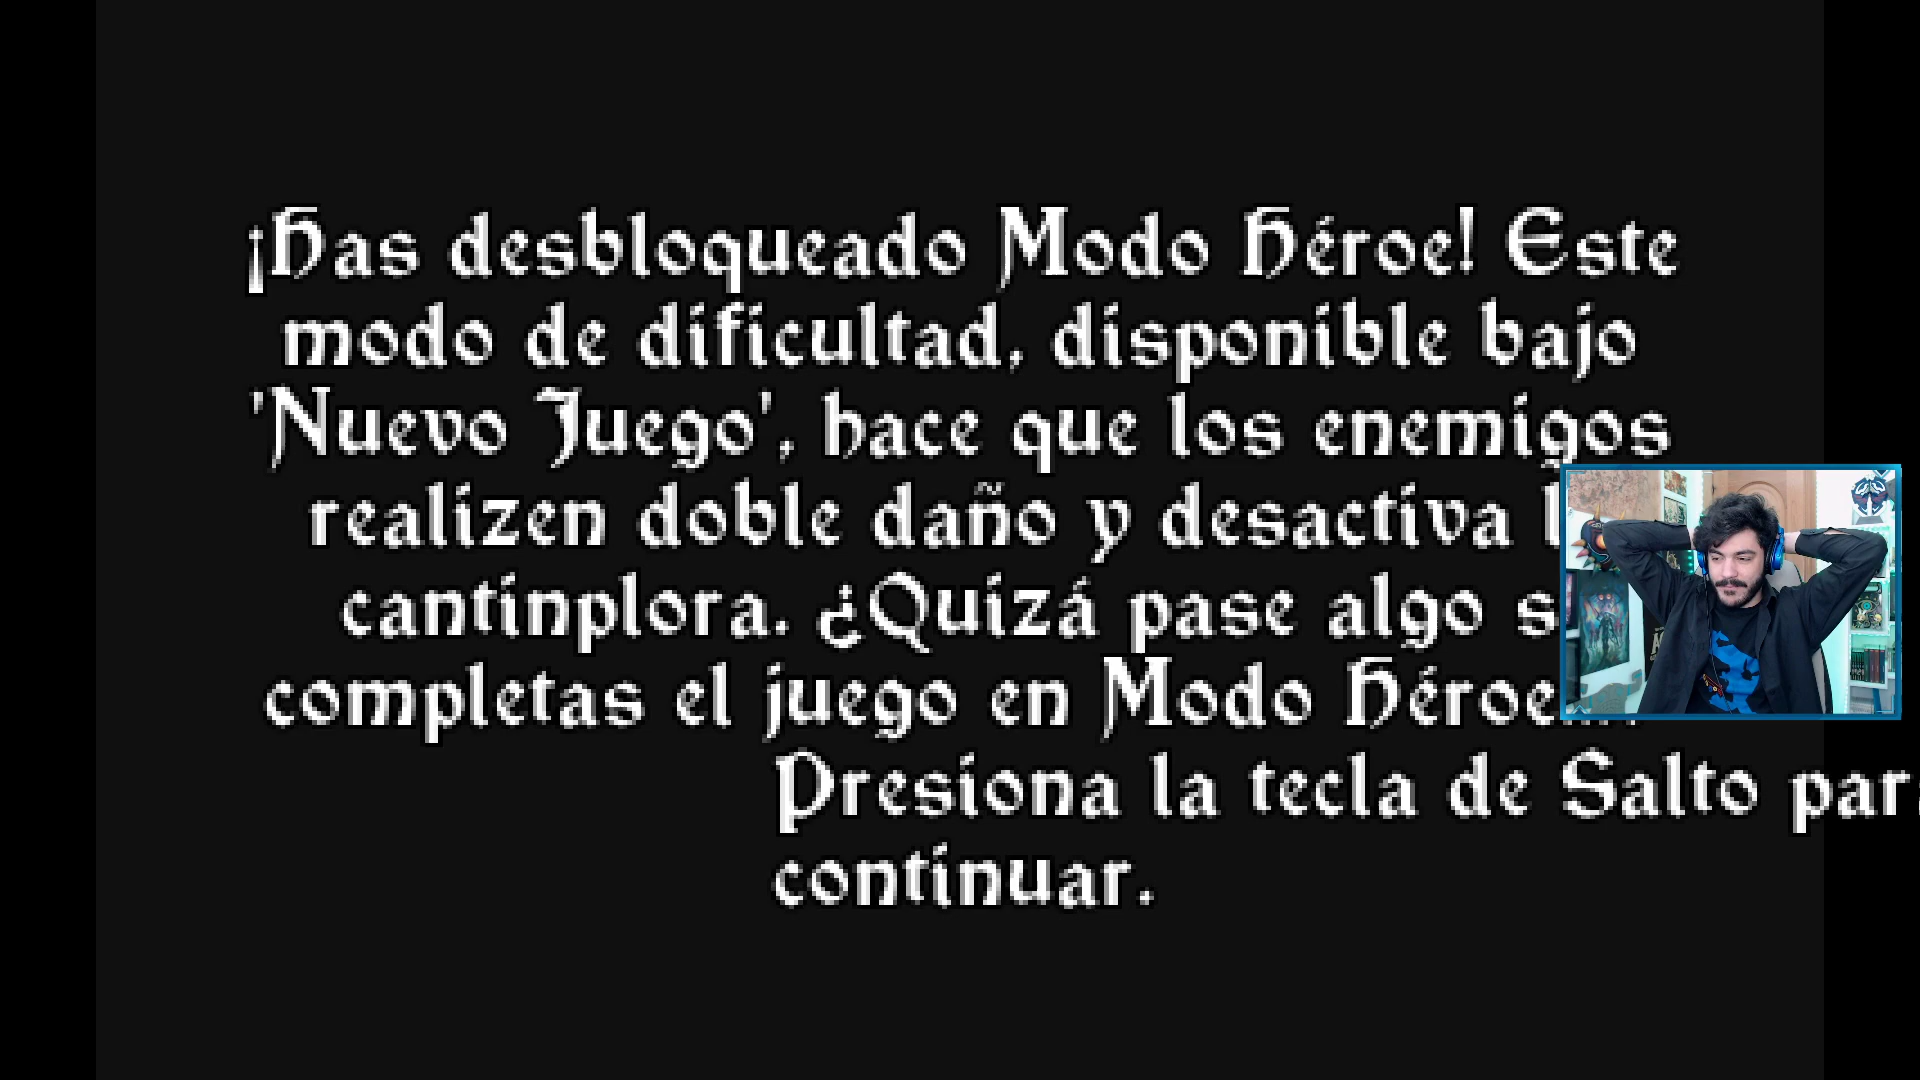 ¡Has desbloqueado Modo Héroe! Este
modo de dificultad, disponible bajo
'Nuevo Juego', hace que los enemigos
realizen doble daño y desactiva
cantinplora. ¿Quizá pase algo
completas el juego en Modo Héroe...
Presiona la tecla de Salto
continuar.